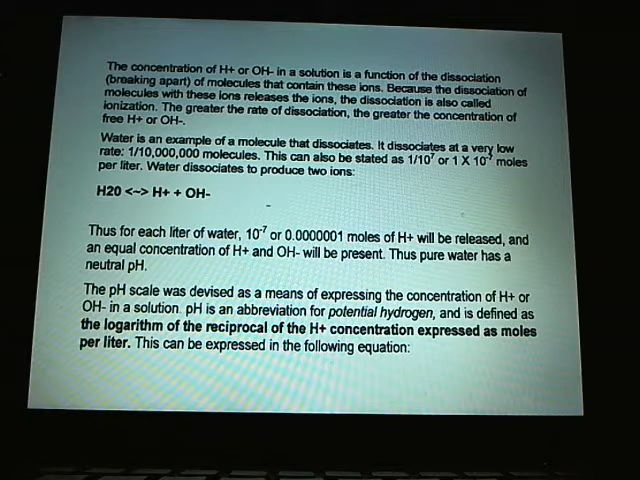 The concentration of H+ or OH- in a solution is a function of the dissociation
(breaking apart) of molecules that contain these ions. Because the dissociation of
molecules with these ions releases the ions, the dissociation is also called
ionization. The greater the rate of dissociation, the greater the concentration of
free H+ or OH-.
Water is an example of a molecule that dissociates. It dissociates at a very low
rate: 1/10,000,000 molecules. This can also be stated as 1/10⁷ or 1 X 10⁻⁷ moles
per liter. Water dissociates to produce two ions:
H20 <~> H+ + OH-
Thus for each liter of water, 10⁻⁷ or 0.0000001 moles of H+ will be released, and
an equal concentration of H+ and OH- will be present. Thus pure water has a
neutral pH.
The pH scale was devised as a means of expressing the concentration of H+ or
OH- in a solution. pH is an abbreviation for potential hydrogen, and is defined as
the logarithm of the reciprocal of the H+ concentration expressed as moles
per liter. This can be expressed in the following equation: